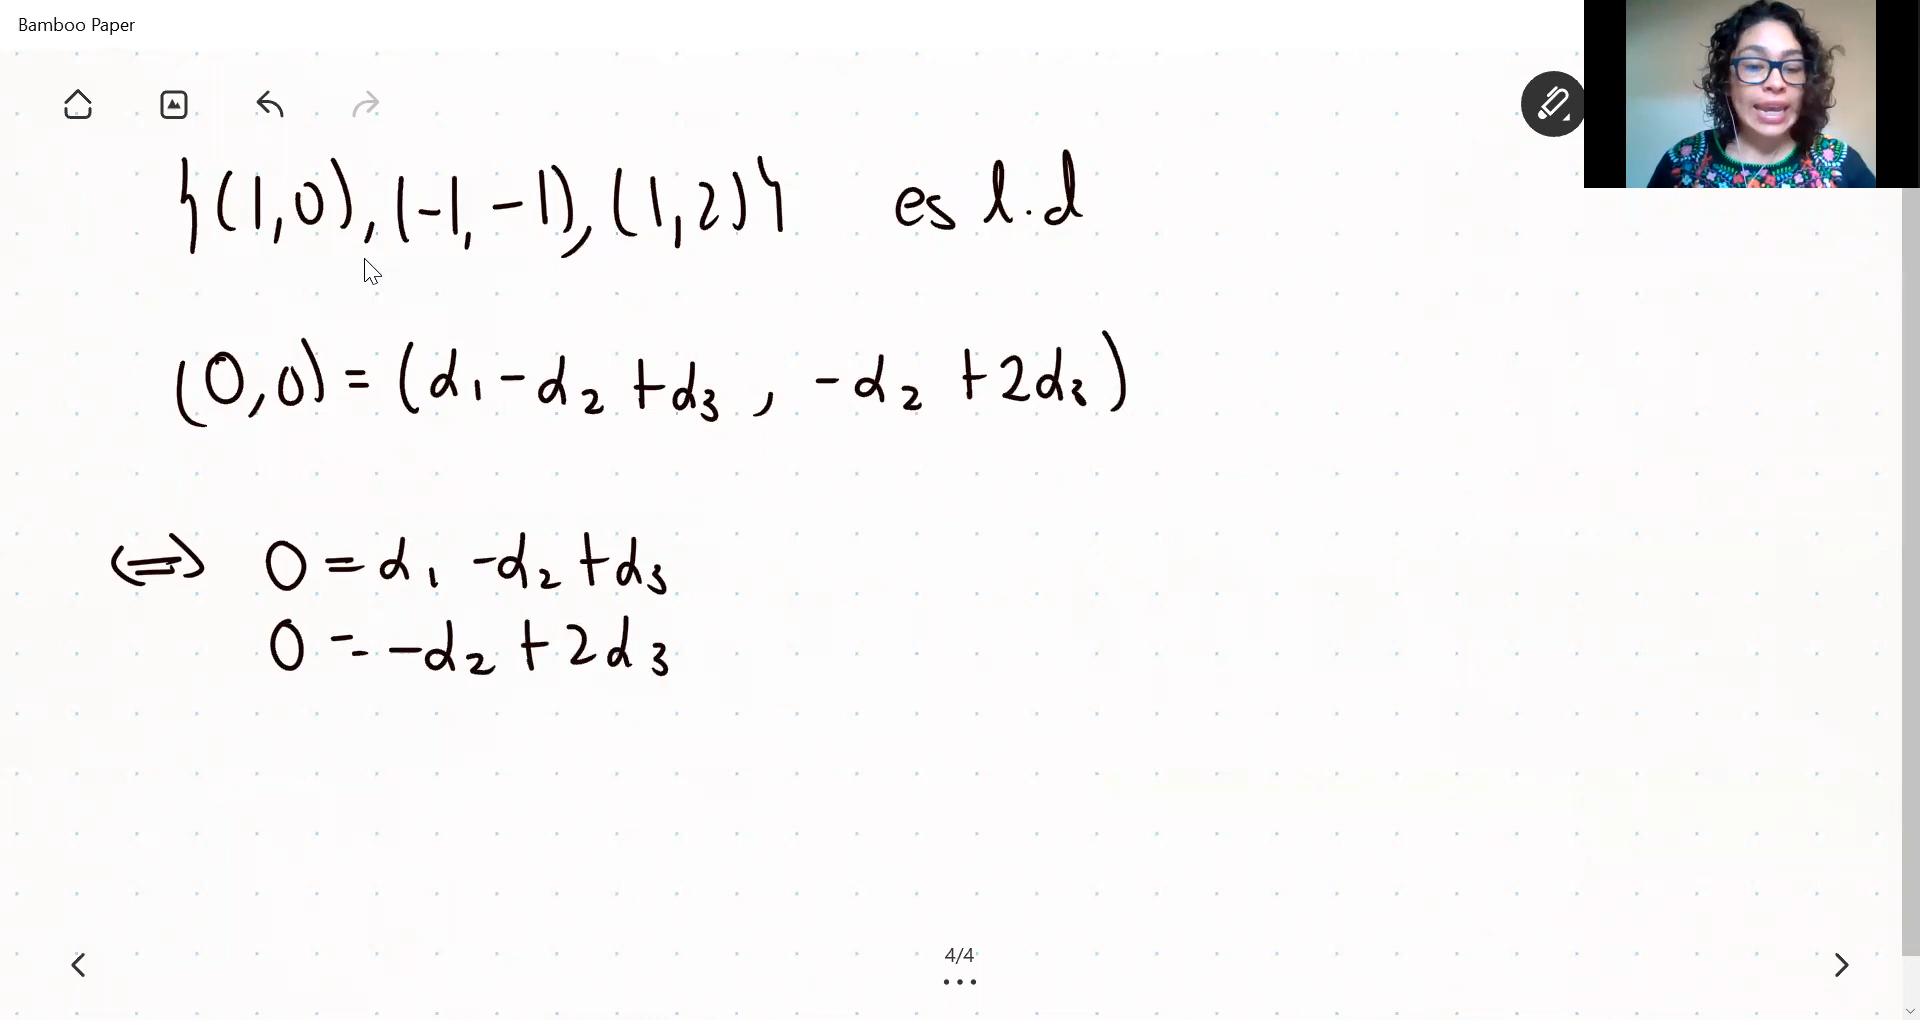 Bamboo Paper
{(1,0), (-1,-1), (1,2)} es l.d
(0,0) = (α₁ - α₂ + α₃ , -α₂ + 2α₃)
⟺ 0 = α₁ - α₂ + α₃
0 = -α₂ + 2α₃
4/4